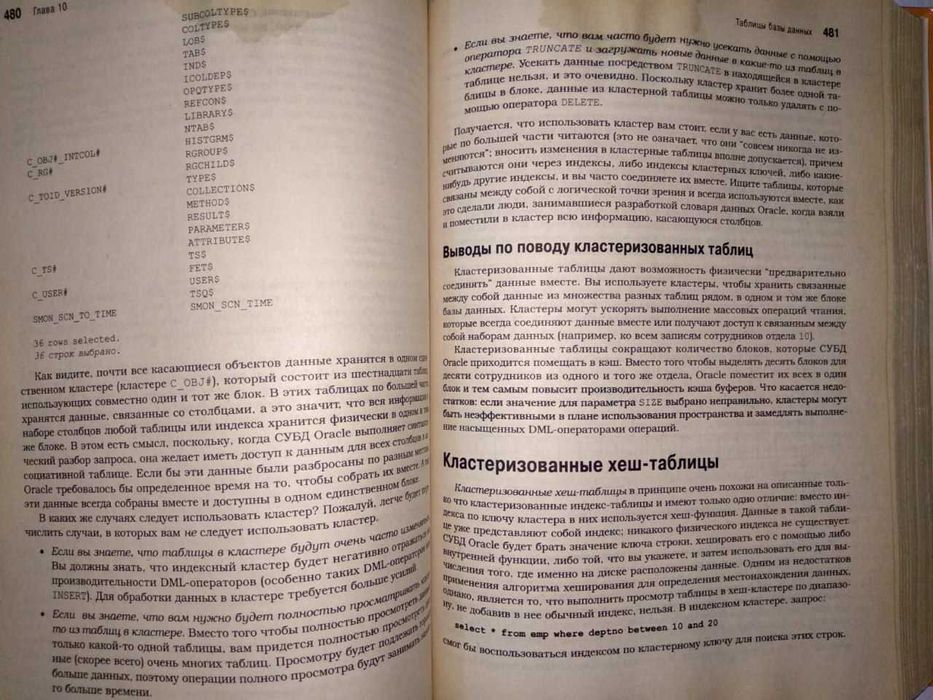 480 Глава 10
SUBCOLTYPE$
COLTYPE$
LOB$
TAB$
IND$
ICOLDEP$
OPQTYPE$
REFCON$
LIBRARY$
NTAB$
HISTGRM$
C_OBJ#_INTCOL# RGROUP$
C_RG# RGCHILD$
TYPE$
C_TOID_VERSION# COLLECTION$
METHOD$
RESULT$
PARAMETER$
ATTRIBUTE$
TS$
C_TS# FET$
USER$
C_USER# TSQ$
SMON_SCN_TIME
SMON_SCN_TO_TIME
36 rows selected.
36 строк выбрано.
Как видите, почти все касающиеся объектов данные хранятся в одном
ственном кластере (кластере C_OBJ#), который состоит из шестнадцати таблиц,
использующих совместно один и тот же блок. В этих таблицах по большей части
хранятся данные, связанные со столбцами, а это значит, что вся информация о
наборе столбцов любой таблицы или индекса хранится физически в одном и том
же блоке. В этом есть смысл, поскольку, когда СУБД Oracle выполняет
ческий разбор запроса, она желает иметь доступ к данным для всех столбцов в
социативной таблице. Если бы эти данные были разбросаны по разным местам,
Oracle требовалось бы определенное время на то, чтобы собрать их вместе. А
эти данные всегда собраны вместе и доступны в одном единственном блоке.
В каких же случаях следует использовать кластер? Пожалуй, легче будет
числить случаи, в которых вам не следует использовать кластер.
• Если вы знаете, что таблицы в кластере будут очень часто
Вы должны знать, что индексный кластер будет негативно
производительности DML-операторов (особенно таких DML-операторов
INSERT). Для обработки данных в кластере требуется больше усилий.
• Если вы знаете, что вам нужно будет полностью просматривать
то из таблиц в кластере. Вместо того чтобы полностью просмотреть
только какой-то одной таблицы, вам придется полностью просмотреть
ные (скорее всего) очень многих таблиц. Просмотру будет подлежать
больше данных, поэтому операции полного просмотра будут занимать
го больше времени.
Таблицы базы данных 481
• Если вы знаете, что вам часто будет нужно усекать данные с помощью
оператора TRUNCATE и загружать новые данные в какие-то из таблиц в
кластере. Усекать данные посредством TRUNCATE в находящейся в кластере
таблице нельзя, и это очевидно. Поскольку кластер хранит более одной та-
блицы в блоке, данные из кластерной таблицы можно только удалять с по-
мощью оператора DELETE.
Получается, что использовать кластер вам стоит, если у вас есть данные, кото-
рые по большей части читаются (это не означает, что они "совсем никогда не из-
меняются"; вносить изменения в кластерные таблицы вполне допускается), причем
считываются они через индексы, либо индексы кластерных ключей, либо какие-
нибудь другие индексы, и вы часто соединяете их вместе. Ищите таблицы, которые
связаны между собой с логической точки зрения и всегда используются вместе, как
это сделали люди, занимавшиеся разработкой словаря данных Oracle, когда взяли
и поместили в кластер всю информацию, касающуюся столбцов.
Выводы по поводу кластеризованных таблиц
Кластеризованные таблицы дают возможность физически "предварительно
соединять" данные вместе. Вы используете кластеры, чтобы хранить связанные
между собой данные из множества разных таблиц рядом, в одном и том же блоке
базы данных. Кластеры могут ускорять выполнение массовых операций чтения,
которые всегда соединяют данные вместе или получают доступ к связанным между
собой наборам данных (например, ко всем записям сотрудников отдела 10).
Кластеризованные таблицы сокращают количество блоков, которые СУБД
Oracle приходится помещать в кэш. Вместо того чтобы выделять десять блоков для
десяти сотрудников из одного и того же отдела, Oracle поместит их всех в один
блок и тем самым повысит производительность кэша буферов. Что касается недо-
статков: если значение для параметра SIZE выбрано неправильно, кластеры могут
быть неэффективными в плане использования пространства и замедлять выполне-
ние насыщенных DML-операторами операций.
Кластеризованные хеш-таблицы
Кластеризованные хеш-таблицы в принципе очень похожи на описанные толь-
ко что кластеризованные индекс-таблицы и имеют только одно отличие: вместо ин-
декса по ключу кластера в них используется хеш-функция. Данные в такой табли-
це уже представляют собой индекс; никакого физического индекса не существует.
СУБД Oracle будет брать значение ключа строки, хешировать его с помощью либо
внутренней функции, либо той, что вы укажете, и затем использовать его для вы-
числения того, где именно на диске расположены данные. Одним из недостатков
применения алгоритма хеширования для определения местонахождения данных,
однако, является то, что выполнить просмотр таблицы в хеш-кластере по диапазо-
ну, не добавив в нее обычный индекс, нельзя. В индексном кластере, запрос:
select * from emp where deptno between 10 and 20
смог бы воспользоваться индексом по кластерному ключу для поиска этих строк.